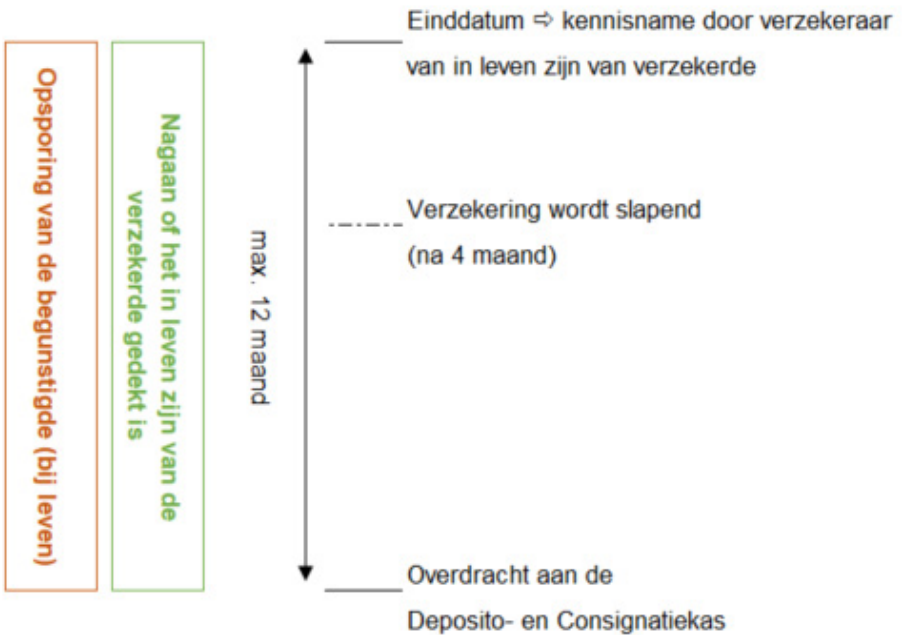 Einddatum ⇨ kennisname door verzekeraar
van in leven zijn van verzekerde
Opsporing van de begunstigde (bij leven)
Nagaan of het in leven zijn van de
verzekerde gedekt is
max. 12 maand
Verzekering wordt slapend
(na 4 maand)
Overdracht aan de
Deposito- en Consignatiekas